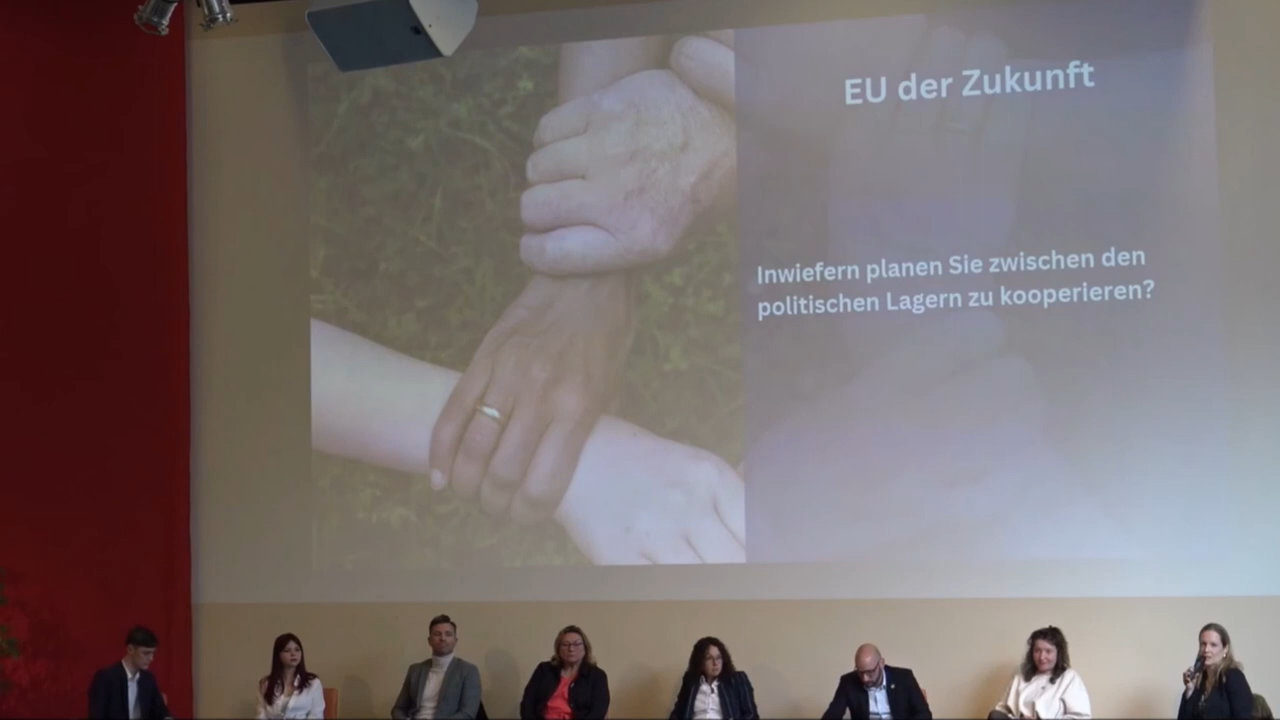 EU der Zukunft
Inwiefern planen Sie zwischen den
politischen Lagern zu kooperieren?